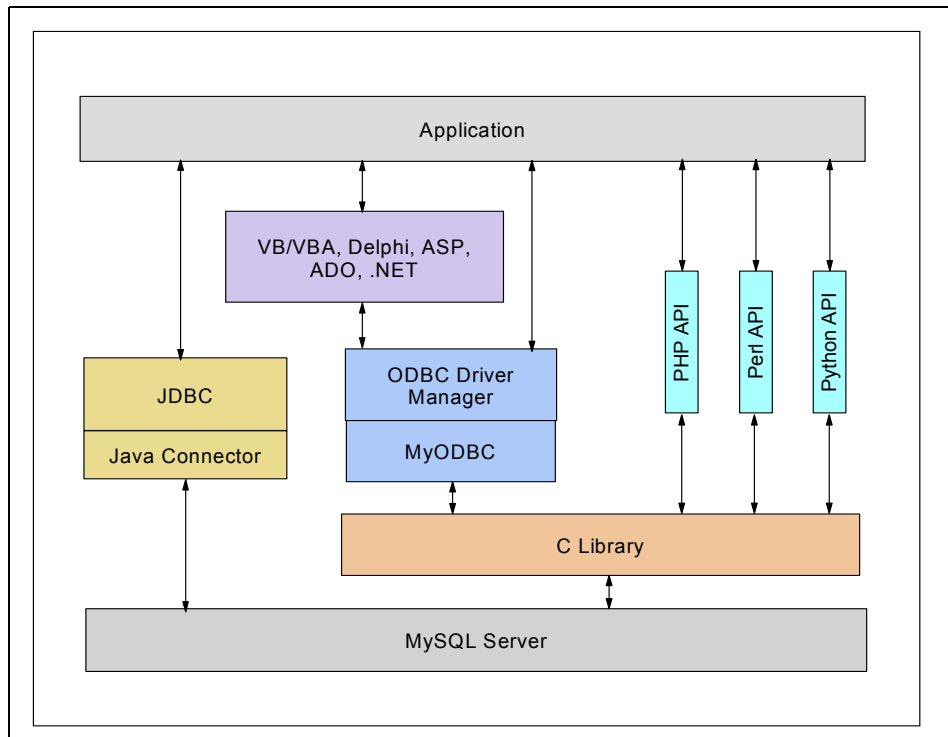 Application
VB/VBA, Delphi, ASP,
ADO, .NET
PHP API
Perl API
Python API
JDBC
Java Connector
ODBC Driver
Manager
MyODBC
C Library
MySQL Server